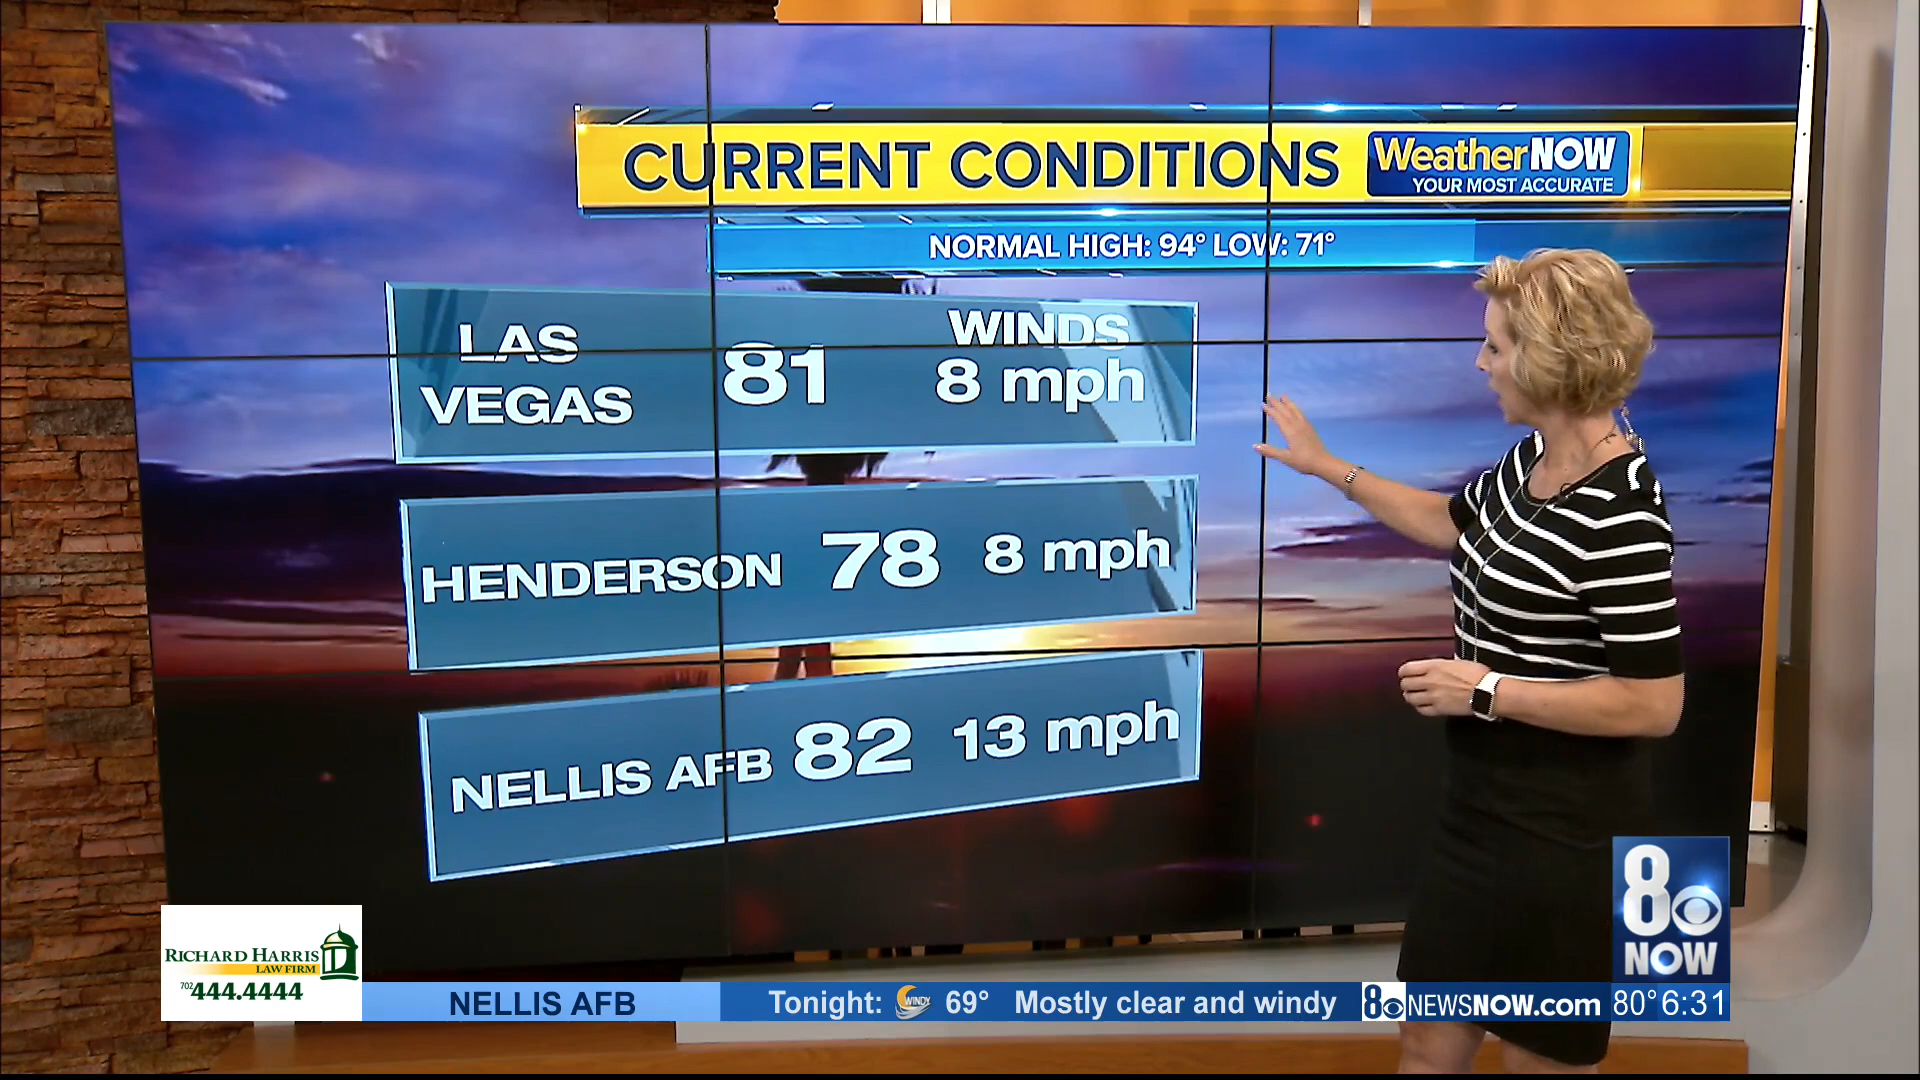 CURRENT CONDITIONS
WeatherNOW
YOUR MOST ACCURATE
NORMAL HIGH: 94° LOW: 71°
LAS VEGAS 81 WINDS 8 mph
HENDERSON 78 8 mph
NELLIS AFB 82 13 mph
8 NOW
RICHARD HARRIS
LAW FIRM
702 444.4444
NELLIS AFB Tonight: WINDY 69° Mostly clear and windy 8 NEWSNOW.com 80° 6:31